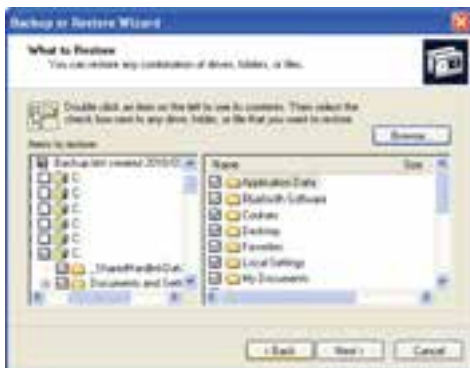 Backup or Restore Wizard
What to Restore
You can restore any combination of drives, folders, or files.
Double click an item on the left to see its contents. Then select the
check box next to any drive, folder, or file that you want to restore.
Browse...
Items to restore:
Name
Size
C:
C:
C:
C:
C:
C:
Documents and Sett
Application Data
Bluetooth Software
Cookies
Desktop
Favorites
Local Settings
My Documents
< Back
Next >
Cancel